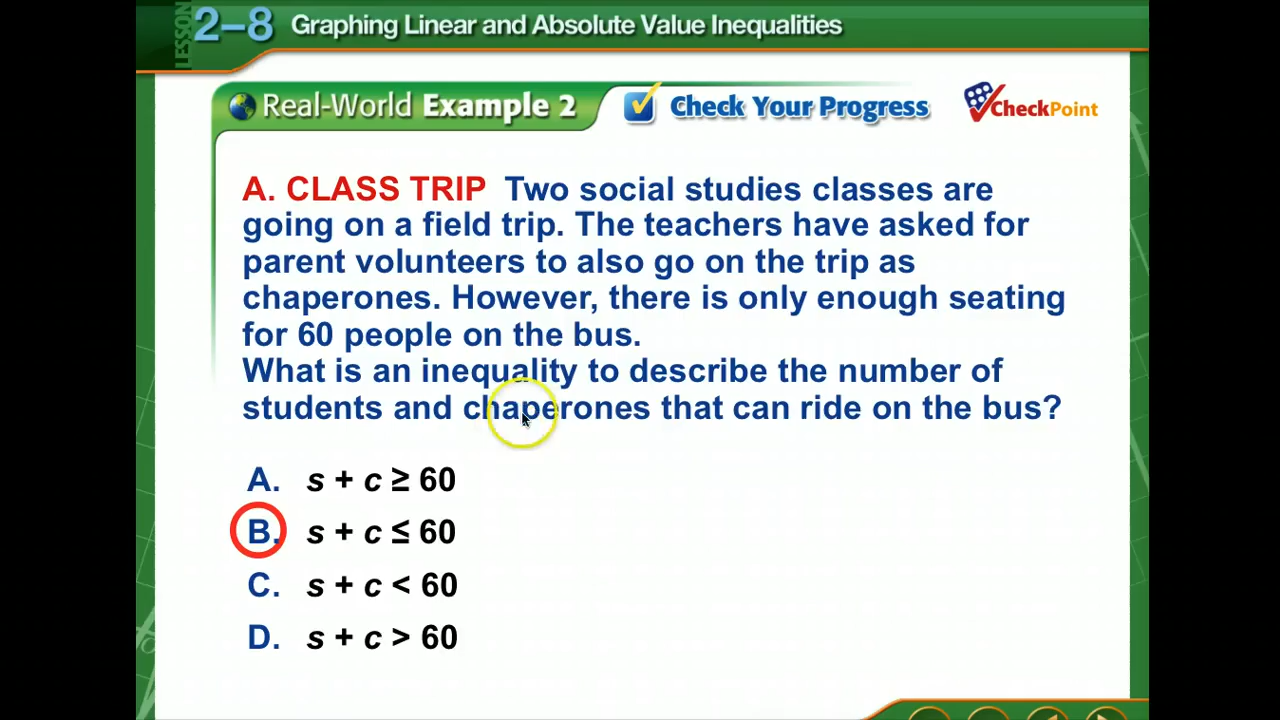 LESSON
2–8 Graphing Linear and Absolute Value Inequalities
Real-World Example 2 Check Your Progress CheckPoint
A. CLASS TRIP Two social studies classes are
going on a field trip. The teachers have asked for
parent volunteers to also go on the trip as
chaperones. However, there is only enough seating
for 60 people on the bus.
What is an inequality to describe the number of
students and chaperones that can ride on the bus?
A. s + c ≥ 60
B. s + c ≤ 60
C. s + c < 60
D. s + c > 60